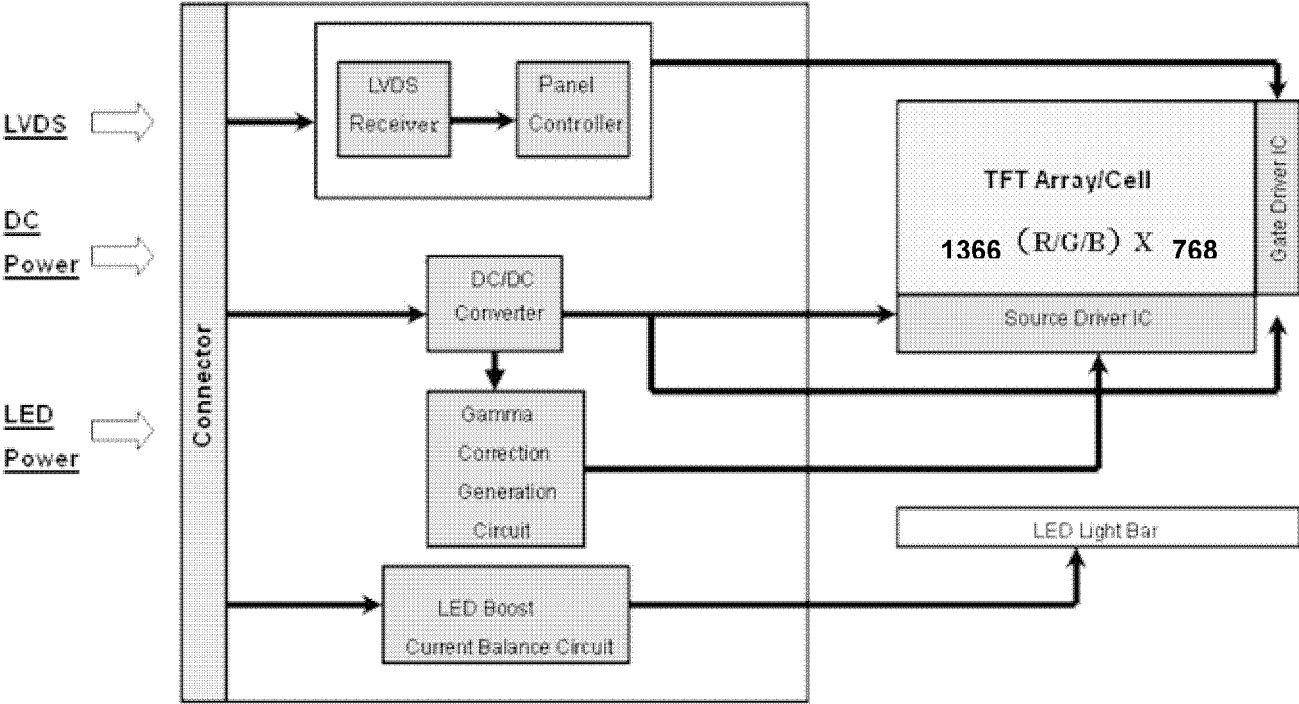 LVDS
DC
Power
LED
Power
Connector
LVDS
Receiver
Panel
Controller
DC/DC
Converter
Gamma
Correction
Generation
Circuit
LED Boost
Current Balance Circuit
TFT Array/Cell
1366 (R/G/B) X 768
Gate Driver IC
Source Driver IC
LED Light Bar